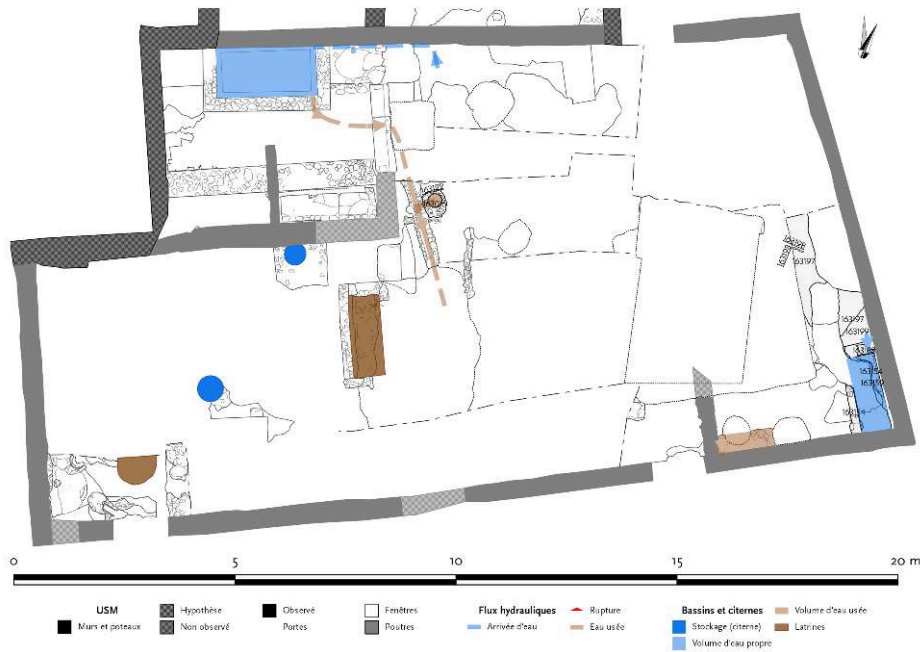 163197
163197
163199
163154
163159
0
5
10
15
20 m
USM
Murs et poteaux
Hypothèse
Non observé
Observé
Portes
Fenêtres
Poutres
Flux hydrauliques
Arrivée d'eau
Rupture
Eau usée
Bassins et citernes
Stockage (citerne)
Volume d'eau propre
Volume d'eau usée
Latrines